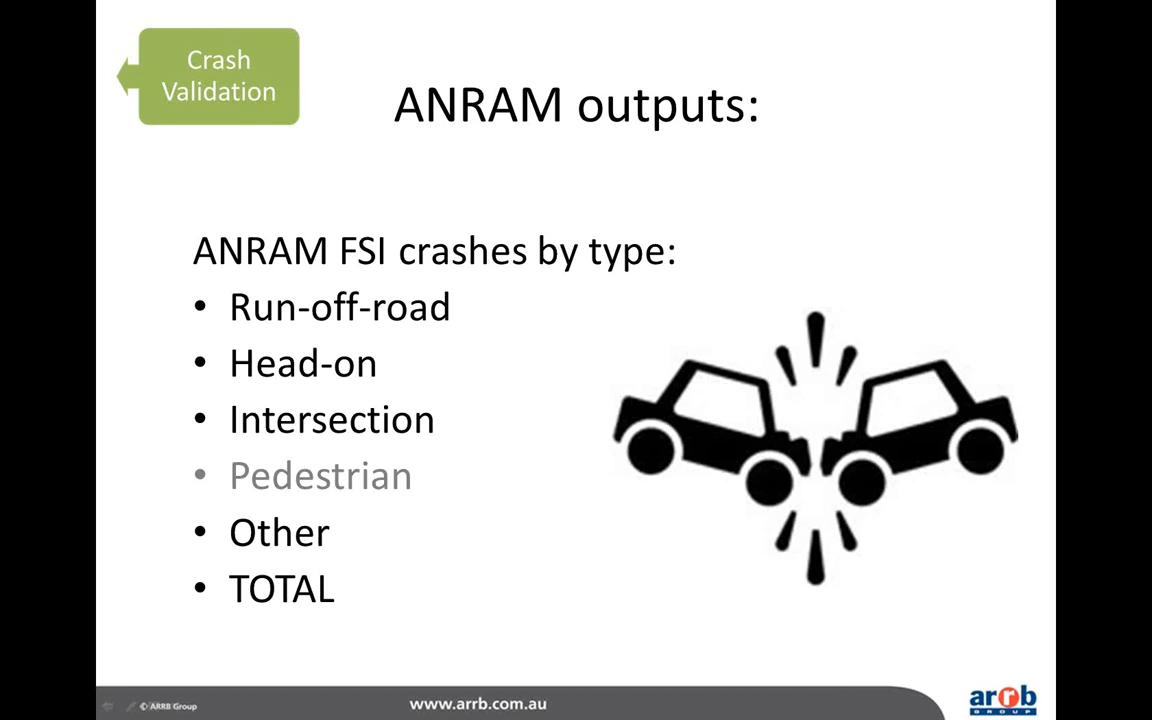 Crash
Validation
ANRAM outputs:
ANRAM FSI crashes by type:
• Run-off-road
• Head-on
• Intersection
• Pedestrian
• Other
• TOTAL
© ARRB Group
www.arrb.com.au
arrb
GROUP